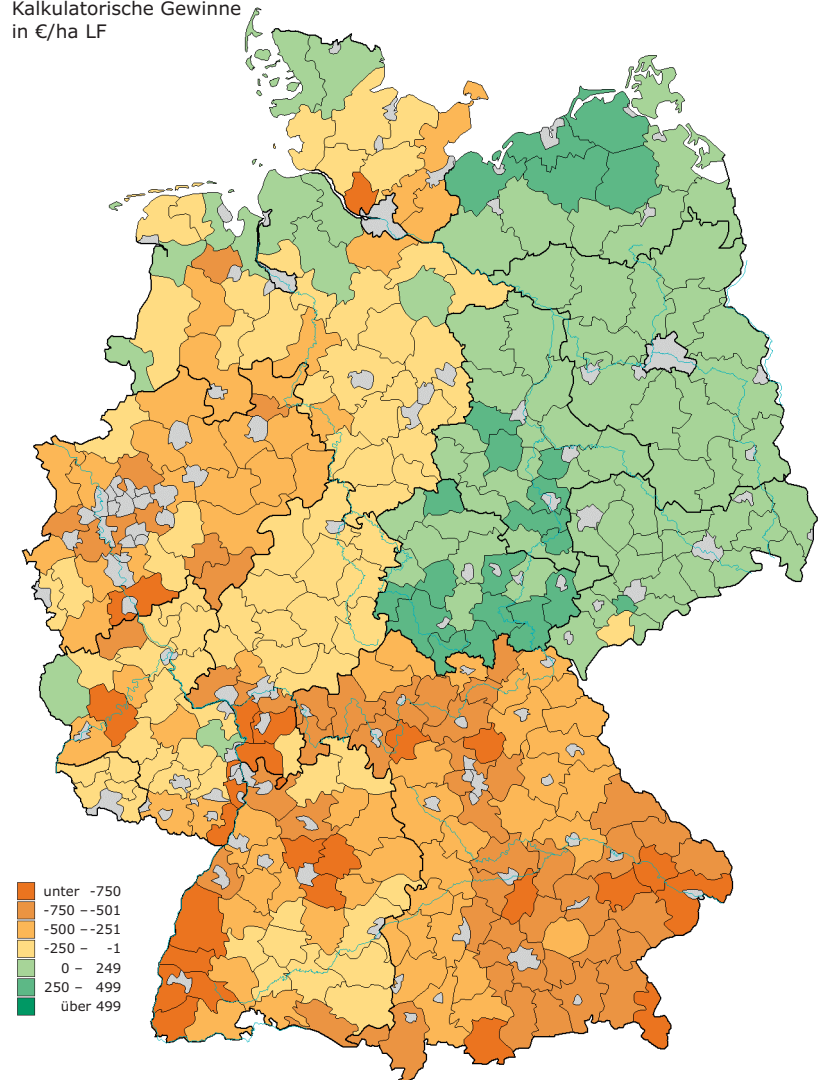 Kalkulatorische Gewinne
in €/ha LF
unter -750
-750 – -501
-500 – -251
-250 – -1
0 – 249
250 – 499
über 499